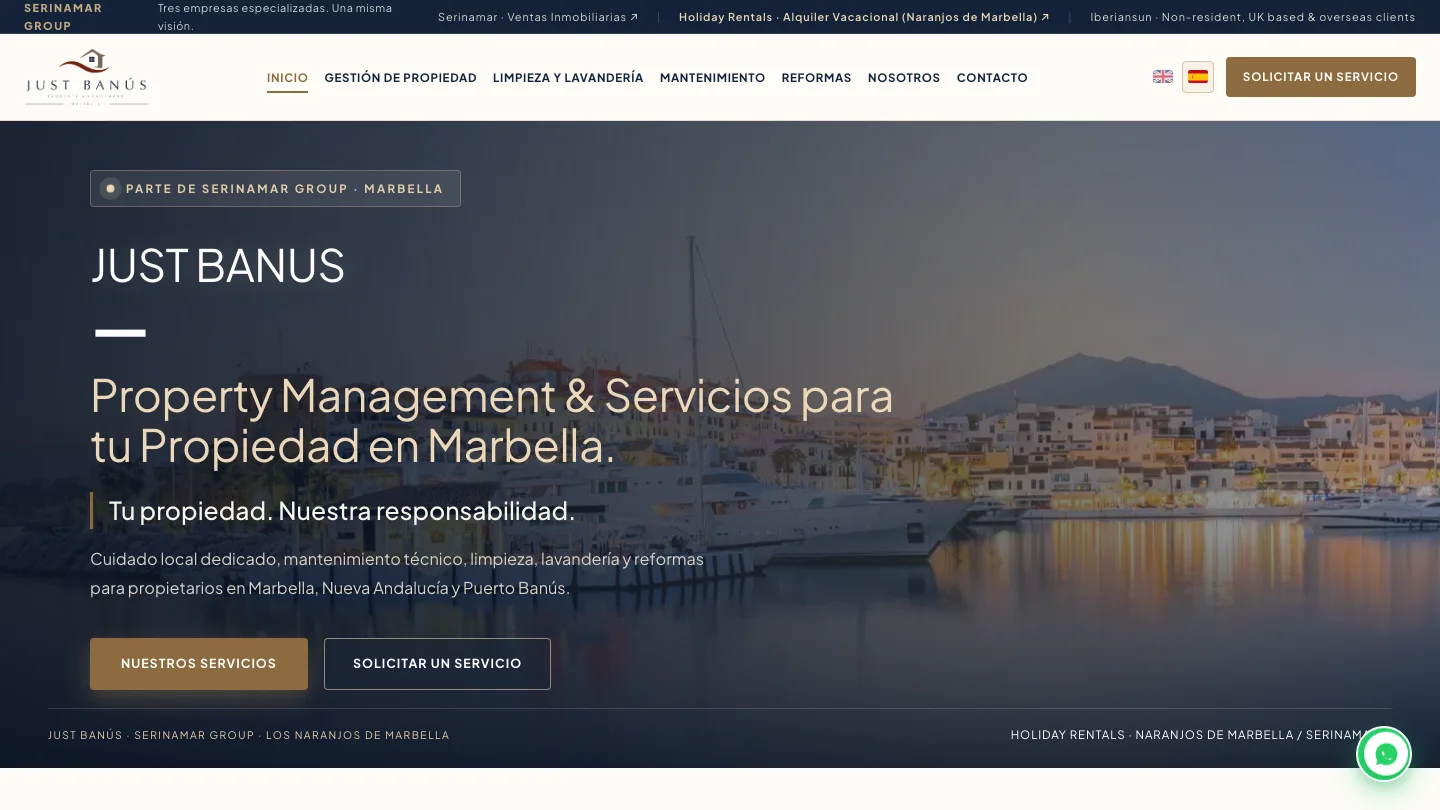 SERINAMAR
GROUP
Tres empresas especializadas. Una misma
visión.
Serinamar · Ventas Inmobiliarias ↗
Holiday Rentals · Alquiler Vacacional (Naranjos de Marbella) ↗
Iberiansun · Non-resident, UK based & overseas clients
JUST BANÚS
INICIO
GESTIÓN DE PROPIEDAD
LIMPIEZA Y LAVANDERÍA
MANTENIMIENTO
REFORMAS
NOSOTROS
CONTACTO
SOLICITAR UN SERVICIO
PARTE DE SERINAMAR GROUP · MARBELLA
JUST BANUS
—
Property Management & Servicios para
tu Propiedad en Marbella.
Tu propiedad. Nuestra responsabilidad.
Cuidado local dedicado, mantenimiento técnico, limpieza, lavandería y reformas
para propietarios en Marbella, Nueva Andalucía y Puerto Banús.
NUESTROS SERVICIOS
SOLICITAR UN SERVICIO
JUST BANÚS · SERINAMAR GROUP · LOS NARANJOS DE MARBELLA
HOLIDAY RENTALS · NARANJOS DE MARBELLA / SERINAMA